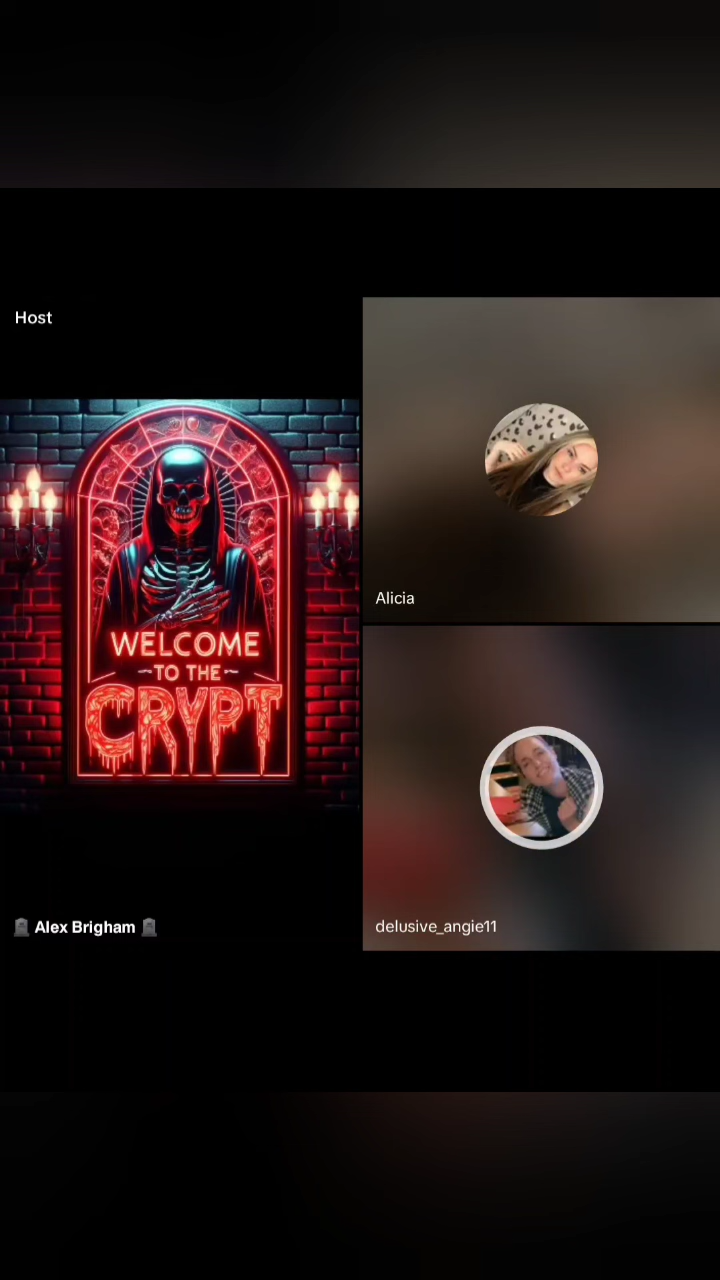 Host
WELCOME
TO THE
CRYPT
🪦 Alex Brigham 🪦
Alicia
delusive_angie11